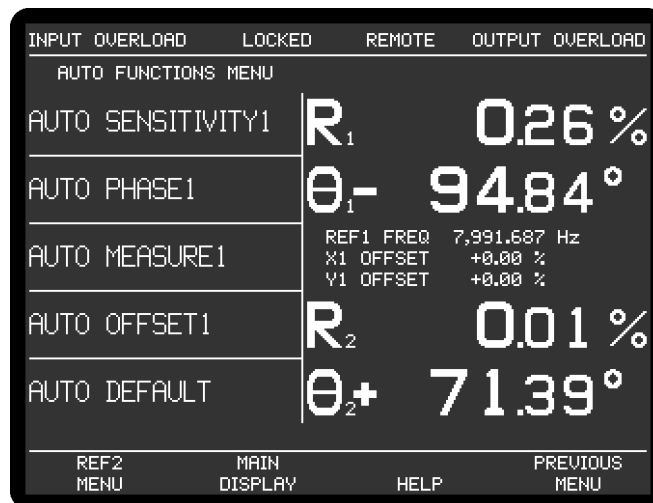 INPUT OVERLOAD LOCKED REMOTE OUTPUT OVERLOAD
AUTO FUNCTIONS MENU
AUTO SENSITIVITY1
AUTO PHASE1
AUTO MEASURE1
AUTO OFFSET1
AUTO DEFAULT
R1 0.26 %
θ1- 94.84°
REF1 FREQ 7,991.687 Hz
X1 OFFSET +0.00 %
Y1 OFFSET +0.00 %
R2 0.01 %
θ2+ 71.39°
REF2 MENU
MAIN DISPLAY
HELP
PREVIOUS MENU